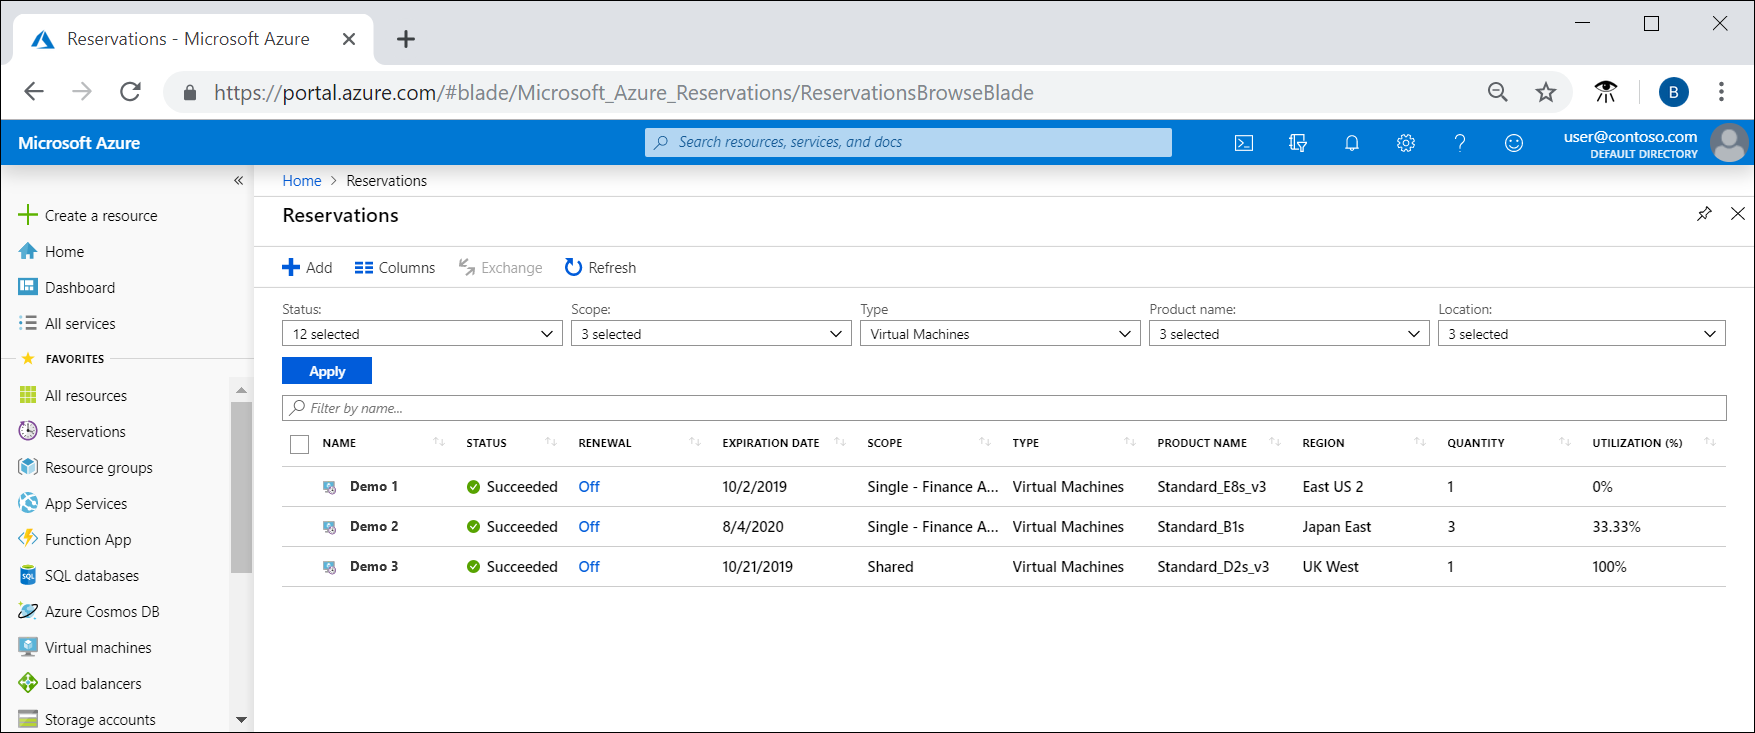 Reservations - Microsoft Azure
https://portal.azure.com/#blade/Microsoft_Azure_Reservations/ReservationsBrowseBlade
B
Microsoft Azure
Search resources, services, and docs
user@contoso.com
DEFAULT DIRECTORY
Home > Reservations
Reservations
Create a resource
Home
Dashboard
All services
FAVORITES
All resources
Reservations
Resource groups
App Services
Function App
SQL databases
Azure Cosmos DB
Virtual machines
Load balancers
Storage accounts
Add Columns Exchange Refresh
Status: Scope: Type Product name: Location:
12 selected 3 selected Virtual Machines 3 selected 3 selected
Apply
Filter by name...
NAME STATUS RENEWAL EXPIRATION DATE SCOPE TYPE PRODUCT NAME REGION QUANTITY UTILIZATION (%)
Demo 1 Succeeded Off 10/2/2019 Single - Finance A... Virtual Machines Standard_E8s_v3 East US 2 1 0%
Demo 2 Succeeded Off 8/4/2020 Single - Finance A... Virtual Machines Standard_B1s Japan East 3 33.33%
Demo 3 Succeeded Off 10/21/2019 Shared Virtual Machines Standard_D2s_v3 UK West 1 100%